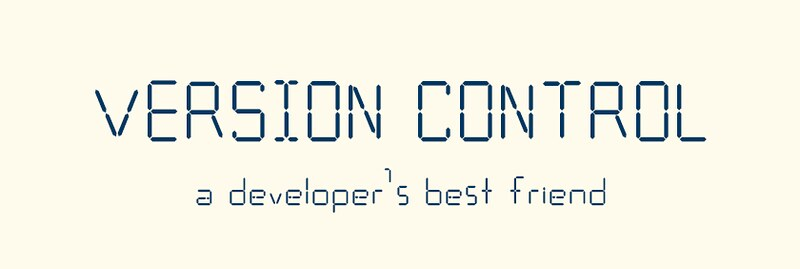 VERSION CONTROL
a developer's best friend